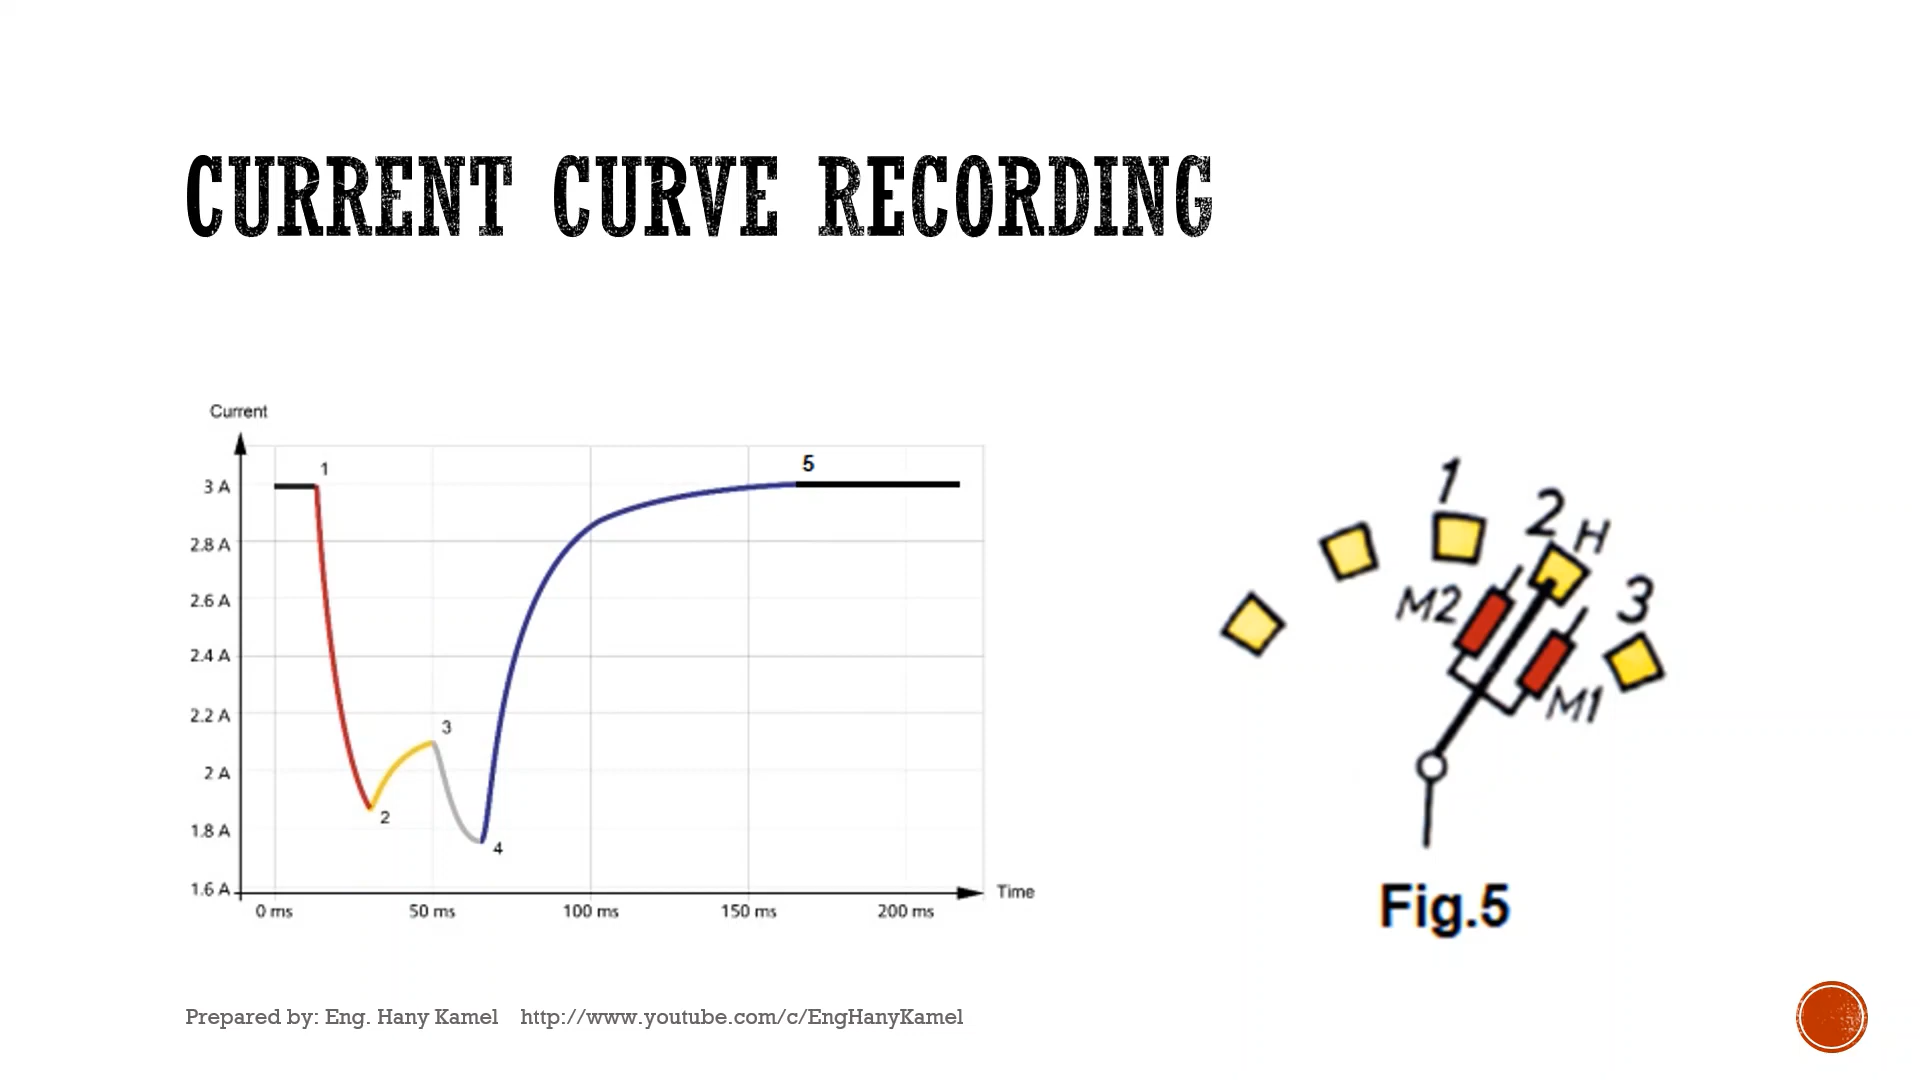 CURRENT CURVE RECORDING
Current
1
5
3 A
2.8 A
2.6 A
2.4 A
2.2 A
3
2 A
2
1.8 A
4
1.6 A
Time
0 ms
50 ms
100 ms
150 ms
200 ms
1
2
H
M2
3
M1
Fig.5
Prepared by: Eng. Hany Kamel http://www.youtube.com/c/EngHanyKamel